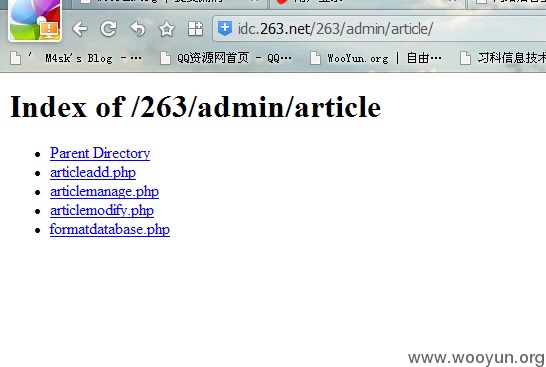 idc.263.net/263/admin/article/
' M4sk's Blog - ... QQ资源网首页 - QQ... WooYun.org | 自由... 习科信息技术
Index of /263/admin/article
Parent Directory
articleadd.php
articlemanage.php
articlemodify.php
formatdatabase.php
www.wooyun.org